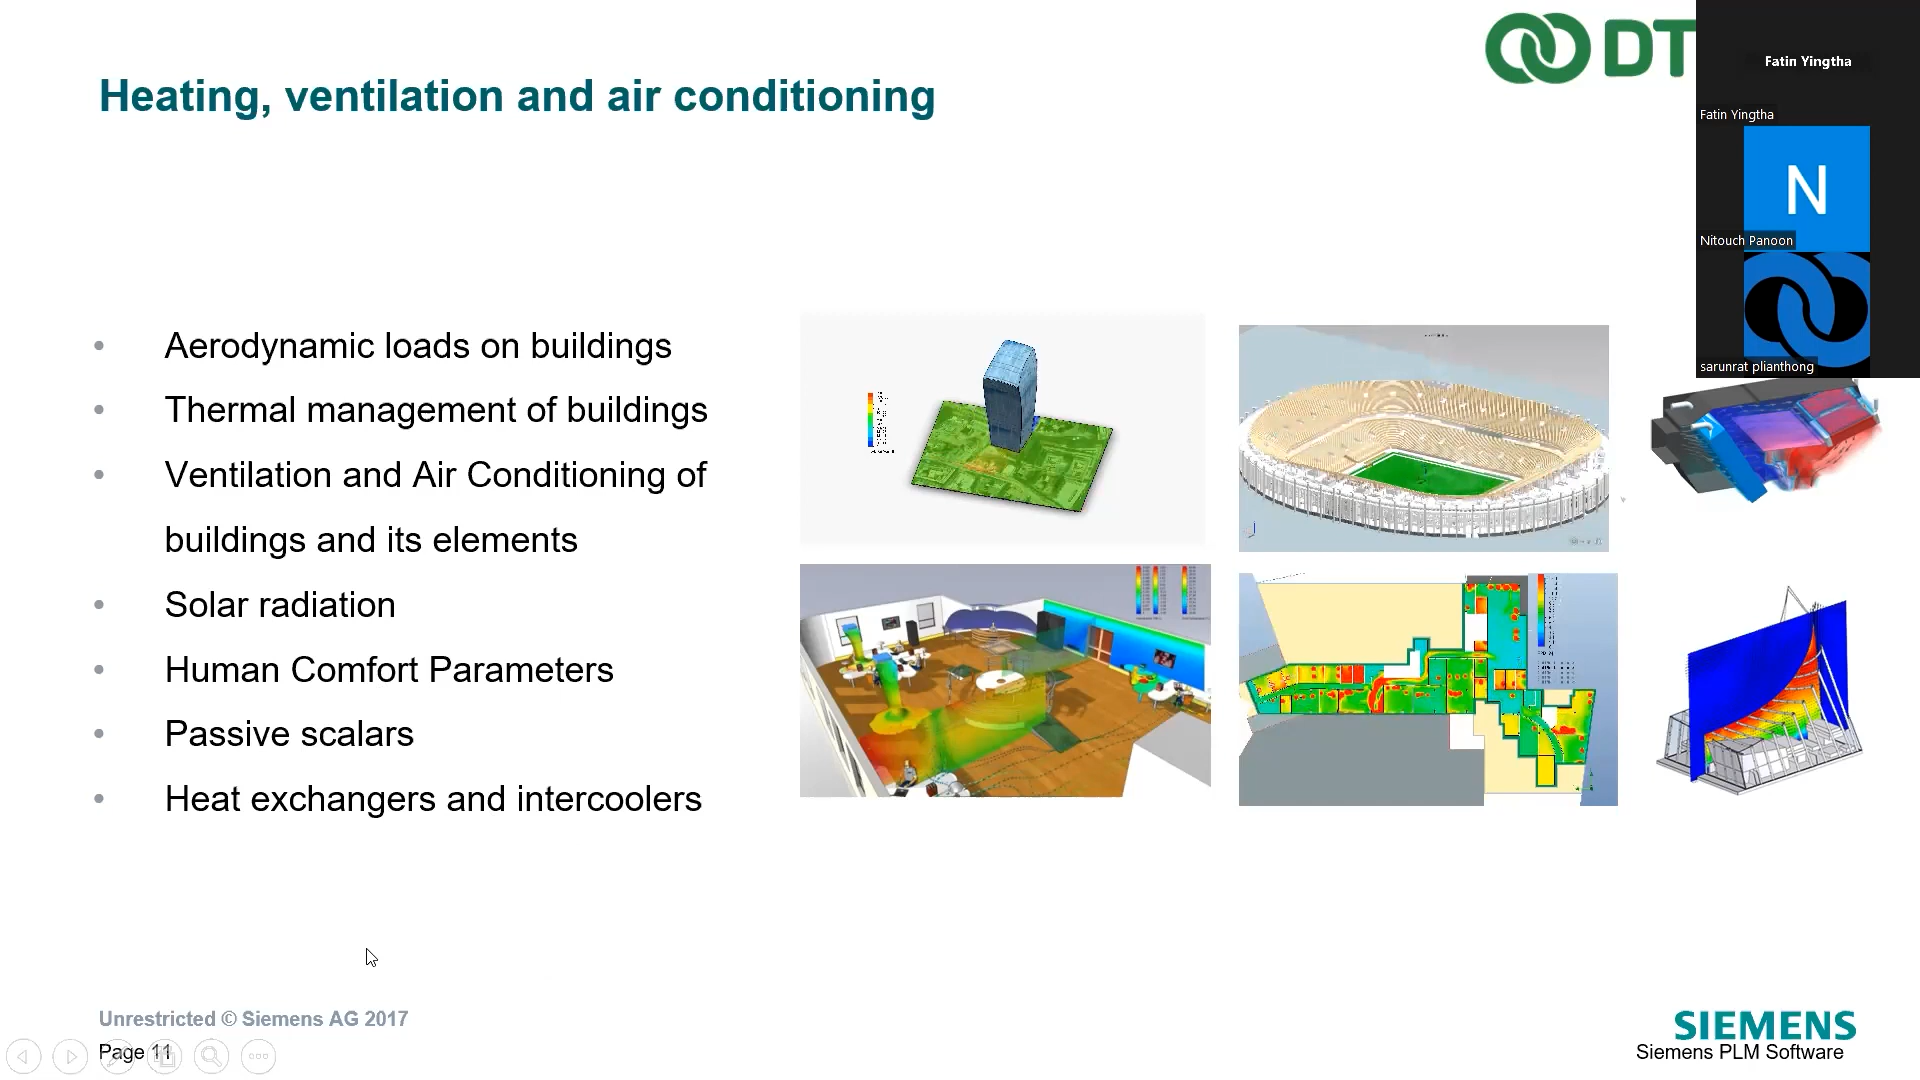 DT
Fatin Yingtha
Heating, ventilation and air conditioning
Fatin Yingtha
N
Nitouch Panoon
sarunrat plianthong
• Aerodynamic loads on buildings
• Thermal management of buildings
• Ventilation and Air Conditioning of
buildings and its elements
• Solar radiation
• Human Comfort Parameters
• Passive scalars
• Heat exchangers and intercoolers
Unrestricted © Siemens AG 2017
Page 11
SIEMENS
Siemens PLM Software